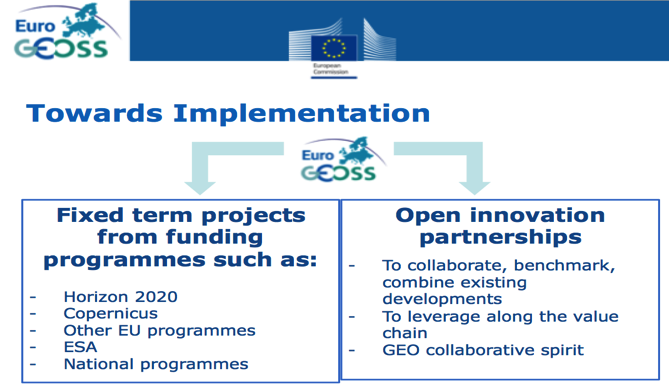 Euro
GEOSS
European
Commission
Towards Implementation
Euro
GEOSS
Fixed term projects
from funding
programmes such as:
- Horizon 2020
- Copernicus
- Other EU programmes
- ESA
- National programmes
Open innovation
partnerships
- To collaborate, benchmark,
combine existing
developments
- To leverage along the value
chain
- GEO collaborative spirit